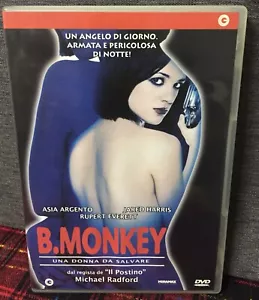 UN ANGELO DI GIORNO.
ARMATA E PERICOLOSA
DI NOTTE!
ASIA ARGENTO JARED HARRIS
RUPERT EVERETT
B.MONKEY
UNA DONNA DA SALVARE
dal regista de "Il Postino"
Michael Radford
MIRAMAX
DVD